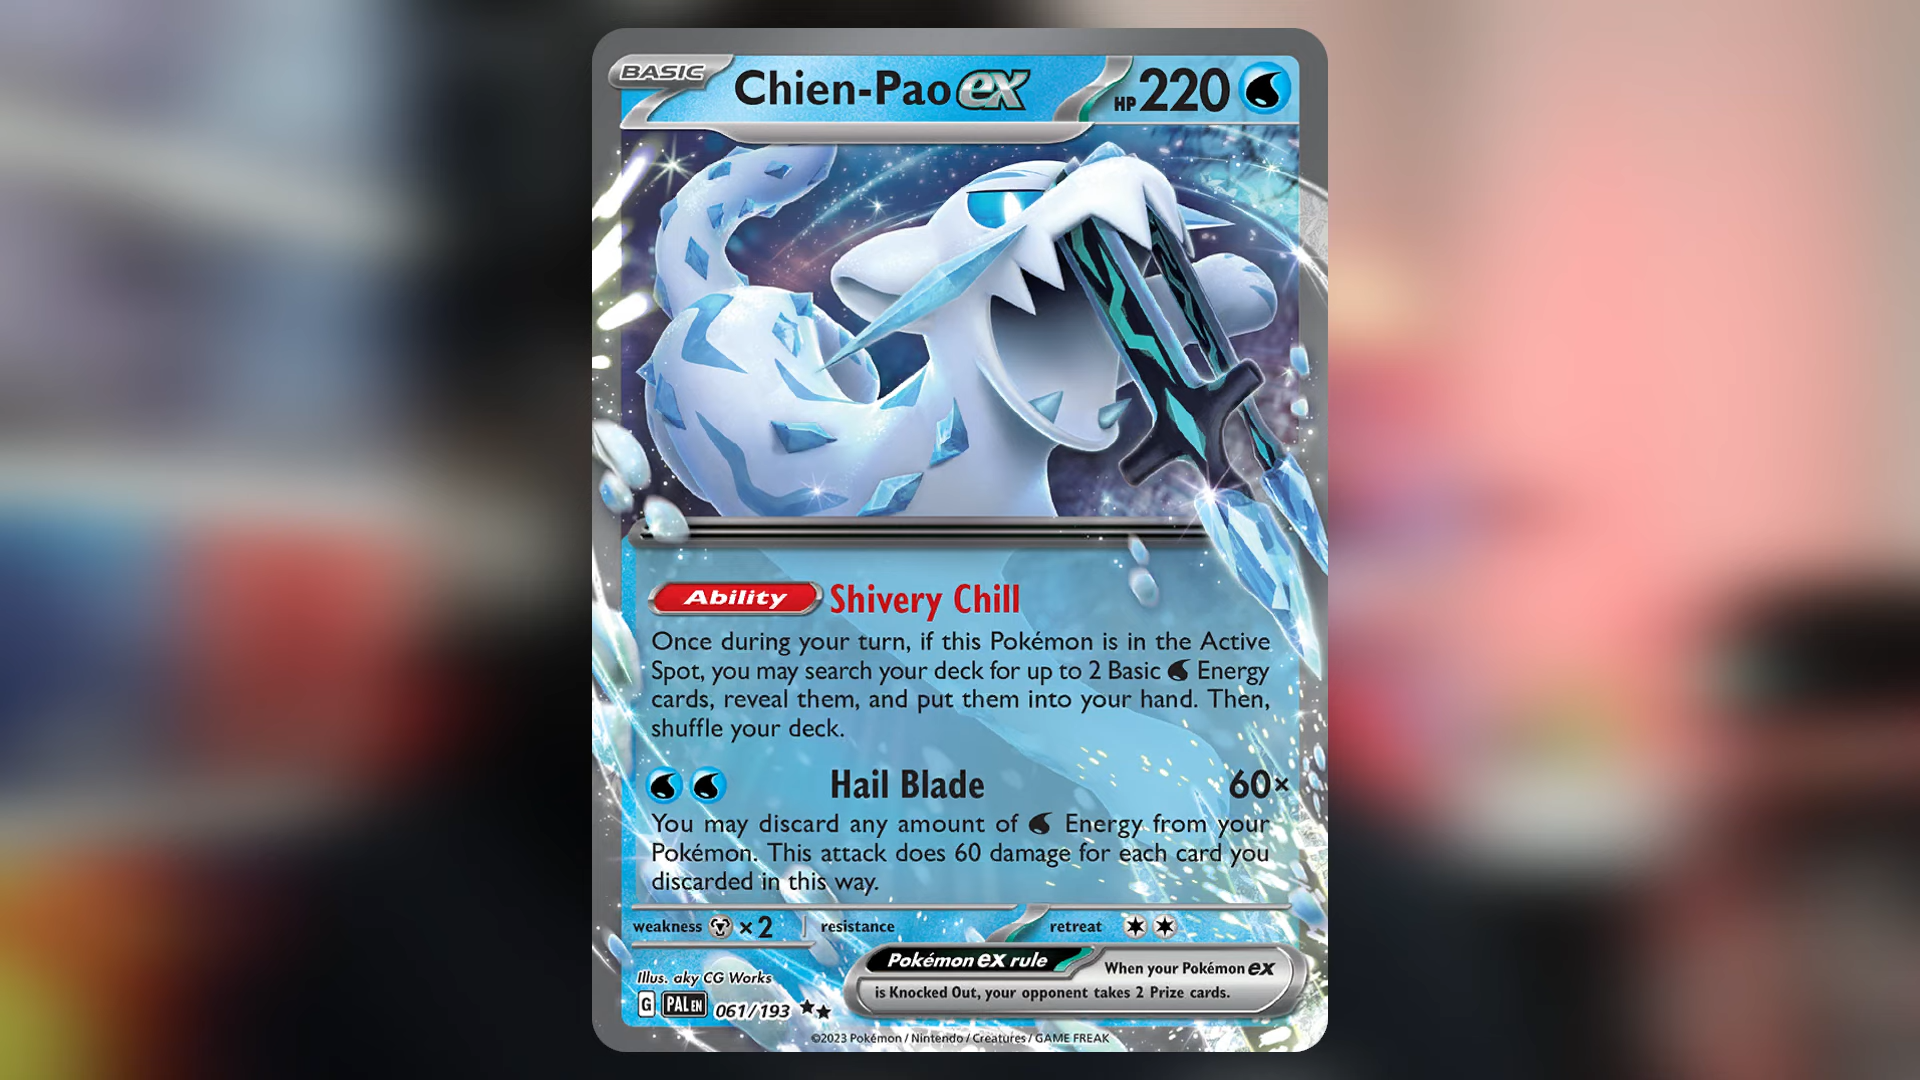 BASIC Chien-Pao ex HP 220
Ability Shivery Chill
Once during your turn, if this Pokémon is in the Active
Spot, you may search your deck for up to 2 Basic Energy
cards, reveal them, and put them into your hand. Then,
shuffle your deck.
Hail Blade 60×
You may discard any amount of Energy from your
Pokémon. This attack does 60 damage for each card you
discarded in this way.
weakness ×2 resistance retreat
Illus. aky CG Works
Pokémon ex rule When your Pokémon ex
is Knocked Out, your opponent takes 2 Prize cards.
G PAL EN 061/193 ★★
©2023 Pokémon / Nintendo / Creatures / GAME FREAK